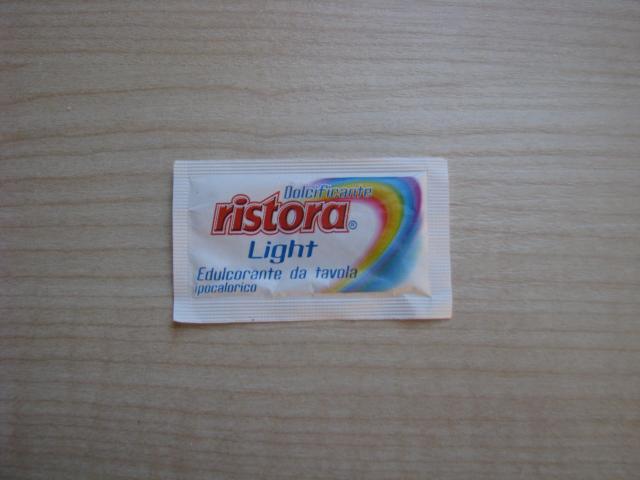 Dolcificante
ristora®
Light
Edulcorante da tavola
ipocalorico